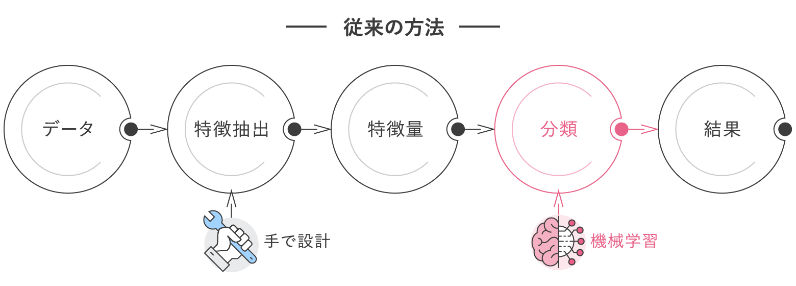 従来の方法
データ
特徴抽出
特徴量
分類
結果
手で設計
機械学習